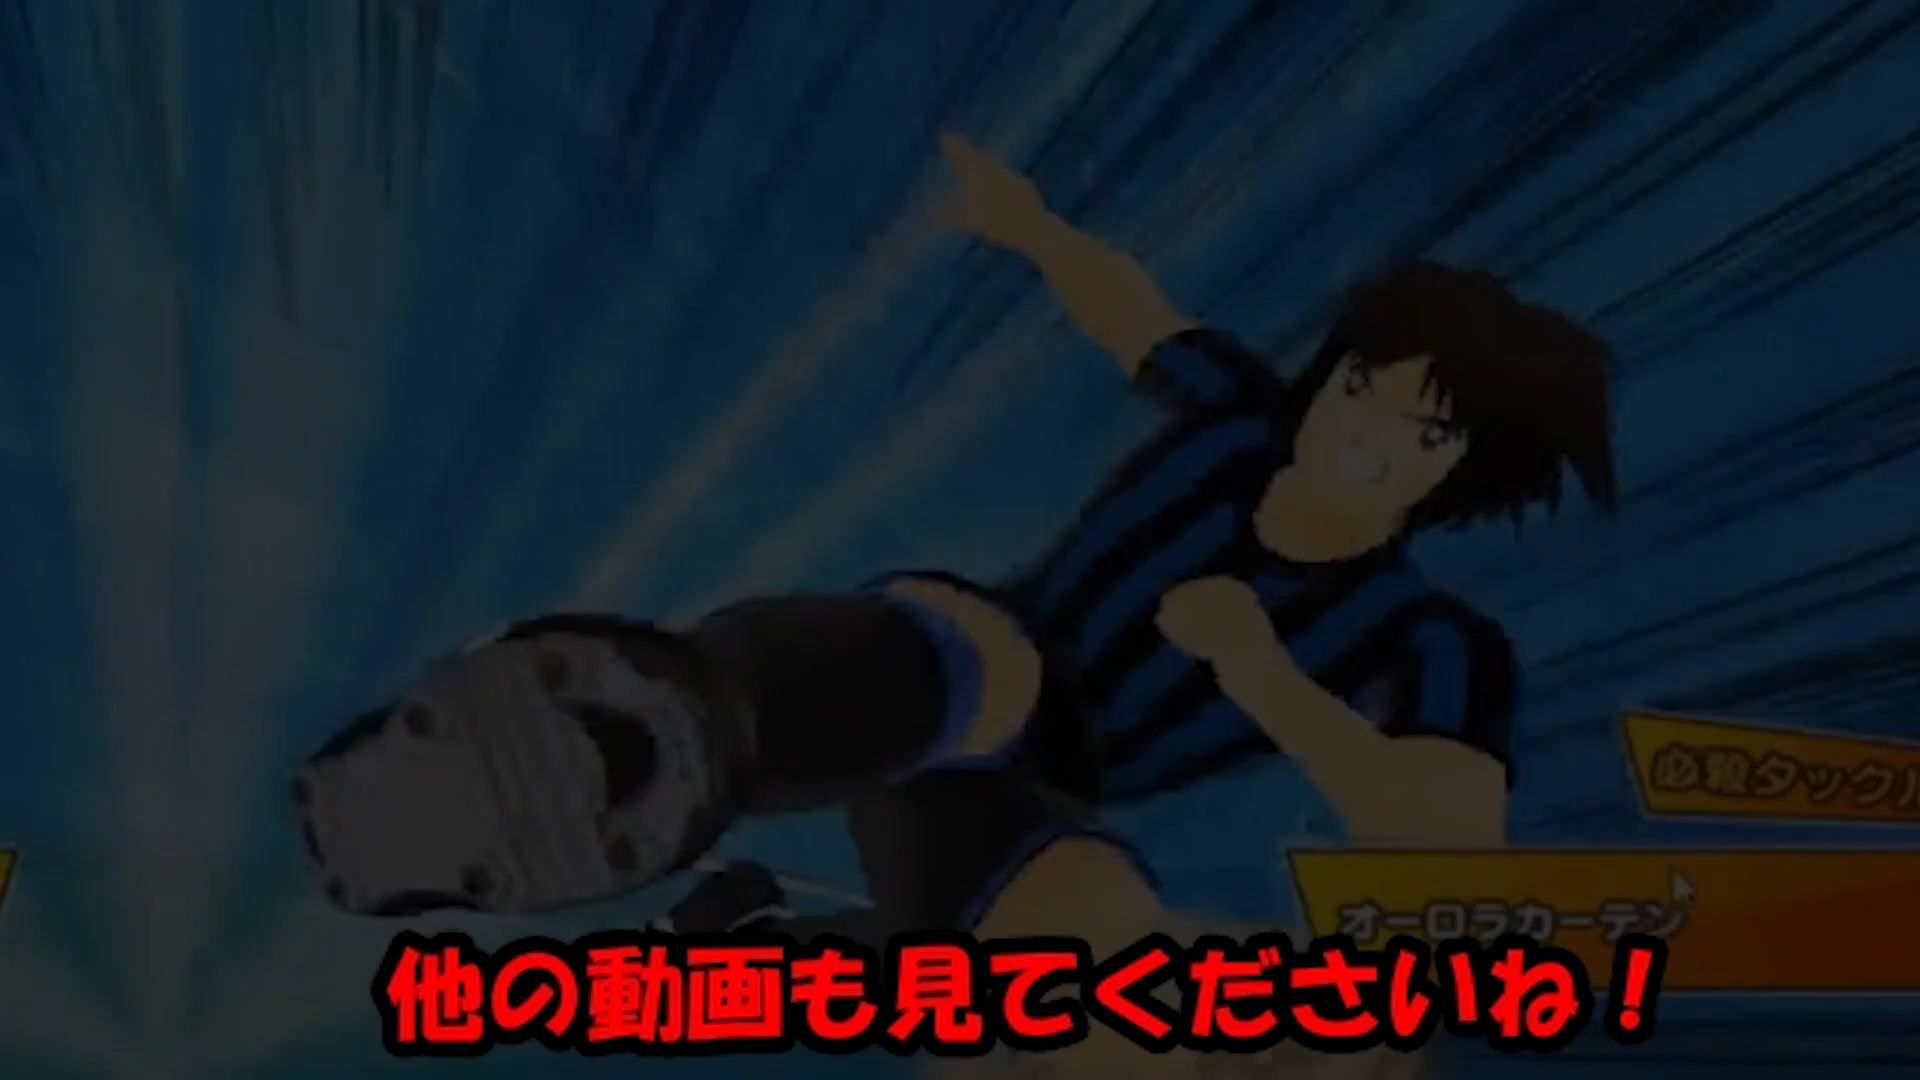 必殺タックル
オーロラカーテン
他の動画も見てくださいね！